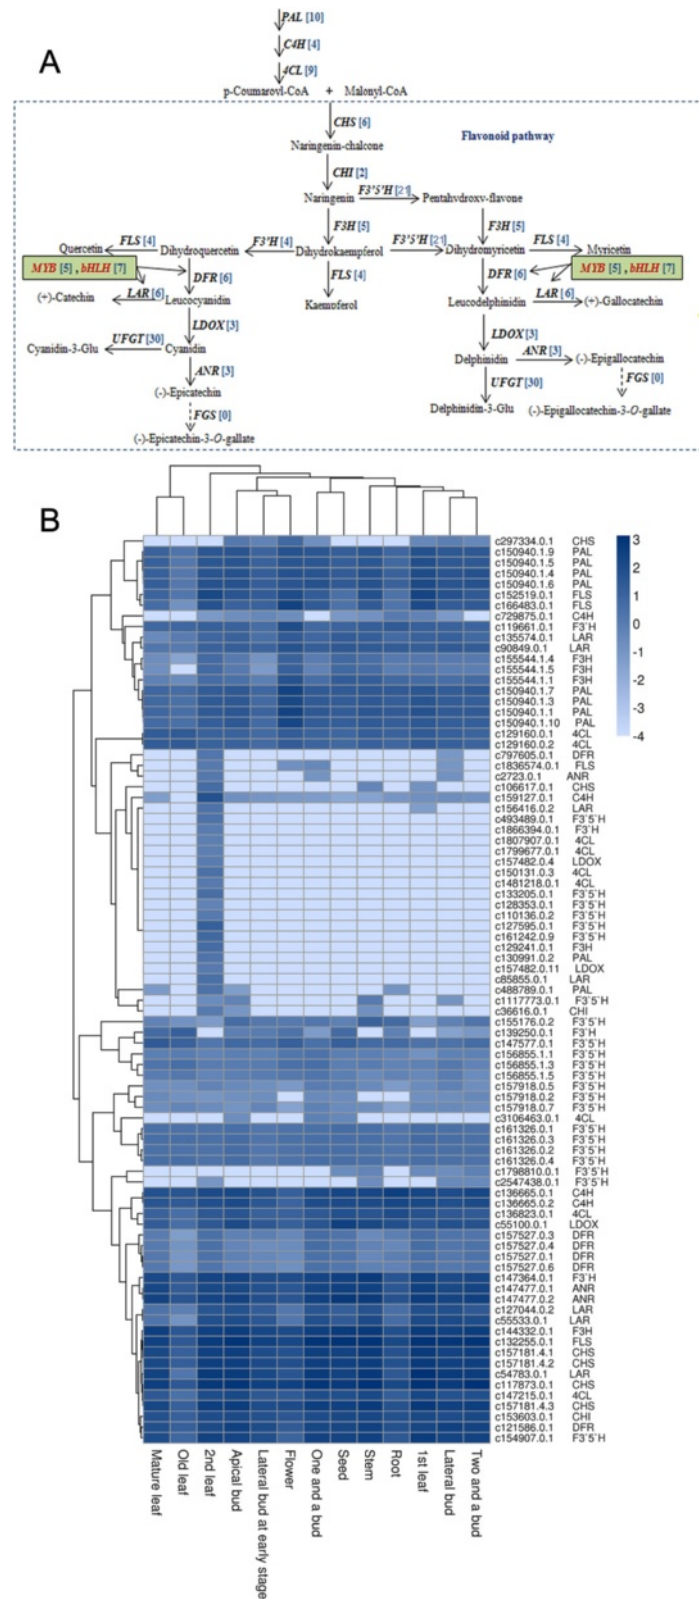 A
PAL [10]
C4H [4]
4CL [9]
p-Coumarovl-CoA + Malonyl-CoA
CHS [6]
Flavonoid pathway
Naringenin-chalcone
CHI [2]
Naringenin F3'5'H [21] Pentahvdroxv-flavone
F3H [5] F3H [5]
Quercetin FLS [4] Dihydroquercetin F3'H [4] Dihydrokaempferol F3'5'H [21] Dihydromyricetin FLS [4] Myricetin
MYB [5] , bHLH [7] DFR [6] FLS [4] DFR [6] MYB [5] , bHLH [7]
(+)-Catechin LAR [6] Leucocyanidin Kaempferol Leucodelphinidin LAR [6] (+)-Gallocatechin
LDOX [3] LDOX [3]
Cyanidin-3-Glu UFGT [30] Cyanidin Delphinidin ANR [3] (-)-Epigallocatechin
ANR [3] UFGT [30] FGS [0]
(-)-Epicatechin
Delphinidin-3-Glu (-)-Epigallocatechin-3-O-gallate
FGS [0]
(-)-Epicatechin-3-O-gallate
B
c297334.0.1 CHS
c150940.1.9 PAL
c150940.1.5 PAL
c150940.1.4 PAL
c150940.1.6 PAL
c152519.0.1 FLS
c166483.0.1 FLS
c729875.0.1 C4H
c119661.0.1 F3`H
c135574.0.1 LAR
c90849.0.1 LAR
c155544.1.4 F3H
c155544.1.5 F3H
c155544.1.1 F3H
c150940.1.7 PAL
c150940.1.3 PAL
c150940.1.1 PAL
c150940.1.10 PAL
c129160.0.1 4CL
c129160.0.2 4CL
c797605.0.1 DFR
c1836574.0.1 FLS
c2723.0.1 ANR
c106617.0.1 CHS
c159127.0.1 C4H
c156416.0.2 LAR
c493489.0.1 F3`5`H
c1866394.0.1 F3`H
c1807907.0.1 4CL
c1799677.0.1 4CL
c157482.0.4 LDOX
c150131.0.3 4CL
c1481218.0.1 4CL
c133205.0.1 F3`5`H
c128353.0.1 F3`5`H
c110136.0.2 F3`5`H
c127595.0.1 F3`5`H
c161242.0.9 F3`5`H
c129241.0.1 F3H
c130991.0.2 PAL
c157482.0.11 LDOX
c85855.0.1 LAR
c488789.0.1 PAL
c1117773.0.1 F3`5`H
c36616.0.1 CHI
c155176.0.2 F3`5`H
c139250.0.1 F3`H
c147577.0.1 F3`5`H
c156855.1.1 F3`5`H
c156855.1.3 F3`5`H
c156855.1.5 F3`5`H
c157918.0.5 F3`5`H
c157918.0.2 F3`5`H
c157918.0.7 F3`5`H
c3106463.0.1 4CL
c161326.0.1 F3`5`H
c161326.0.3 F3`5`H
c161326.0.2 F3`5`H
c161326.0.4 F3`5`H
c1798810.0.1 F3`5`H
c2547438.0.1 F3`5`H
c136665.0.1 C4H
c136665.0.2 C4H
c136823.0.1 4CL
c55100.0.1 LDOX
c157527.0.3 DFR
c157527.0.4 DFR
c157527.0.1 DFR
c157527.0.6 DFR
c147364.0.1 F3`H
c147477.0.1 ANR
c147477.0.2 ANR
c127044.0.2 LAR
c55533.0.1 LAR
c144332.0.1 F3H
c132255.0.1 FLS
c157181.4.1 CHS
c157181.4.2 CHS
c54783.0.1 LAR
c117873.0.1 CHS
c147215.0.1 4CL
c157181.4.3 CHS
c153603.0.1 CHI
c121586.0.1 DFR
c154907.0.1 F3`5`H
3
2
1
0
-1
-2
-3
-4
Mature leaf
Old leaf
2nd leaf
Apical bud
Lateral bud at early stage
Flower
One and a bud
Seed
Stem
Root
1st leaf
Lateral bud
Two and a bud